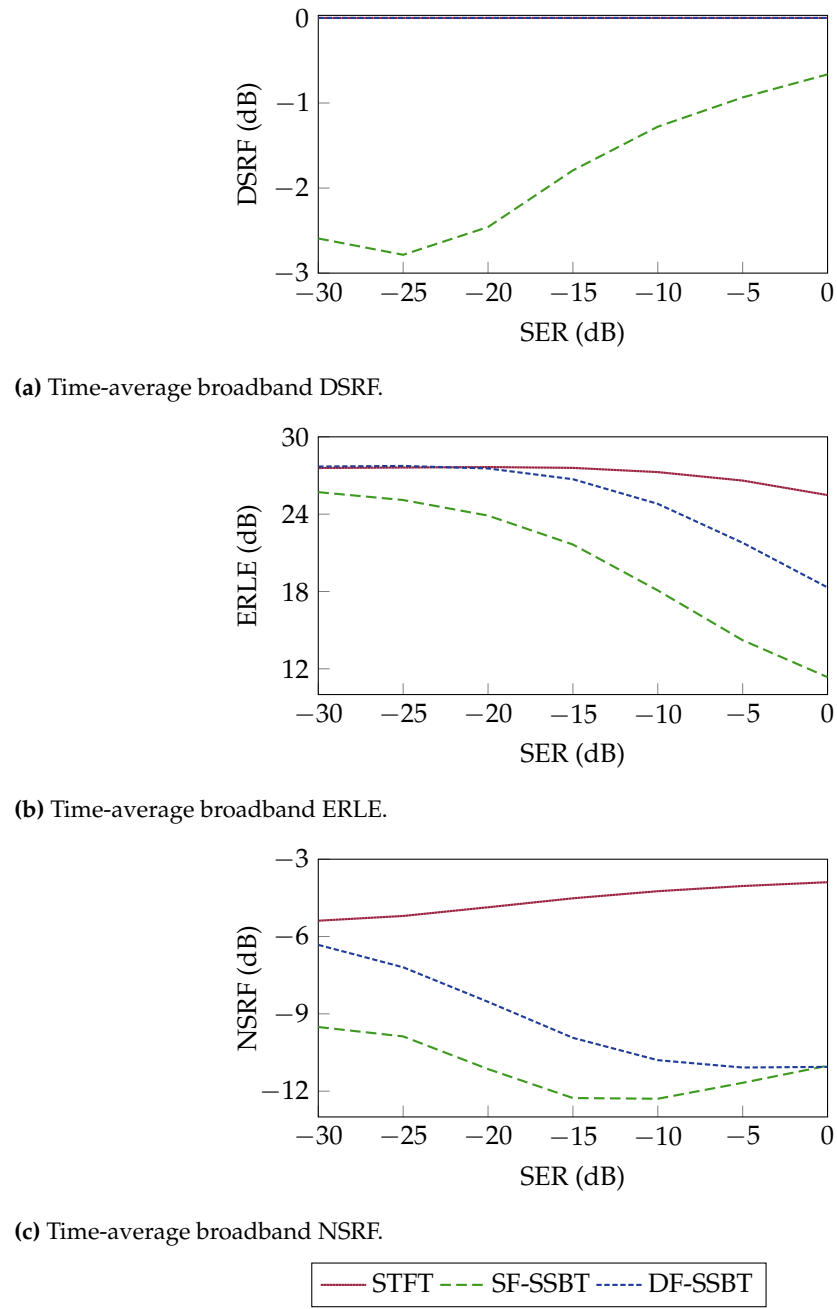 0
−1
−2
−3
DSRF (dB)
−30 −25 −20 −15 −10 −5 0
SER (dB)
(a) Time-average broadband DSRF.
30
24
18
12
ERLE (dB)
−30 −25 −20 −15 −10 −5 0
SER (dB)
(b) Time-average broadband ERLE.
−3
−6
−9
−12
NSRF (dB)
−30 −25 −20 −15 −10 −5 0
SER (dB)
(c) Time-average broadband NSRF.
STFT SF-SSBT DF-SSBT